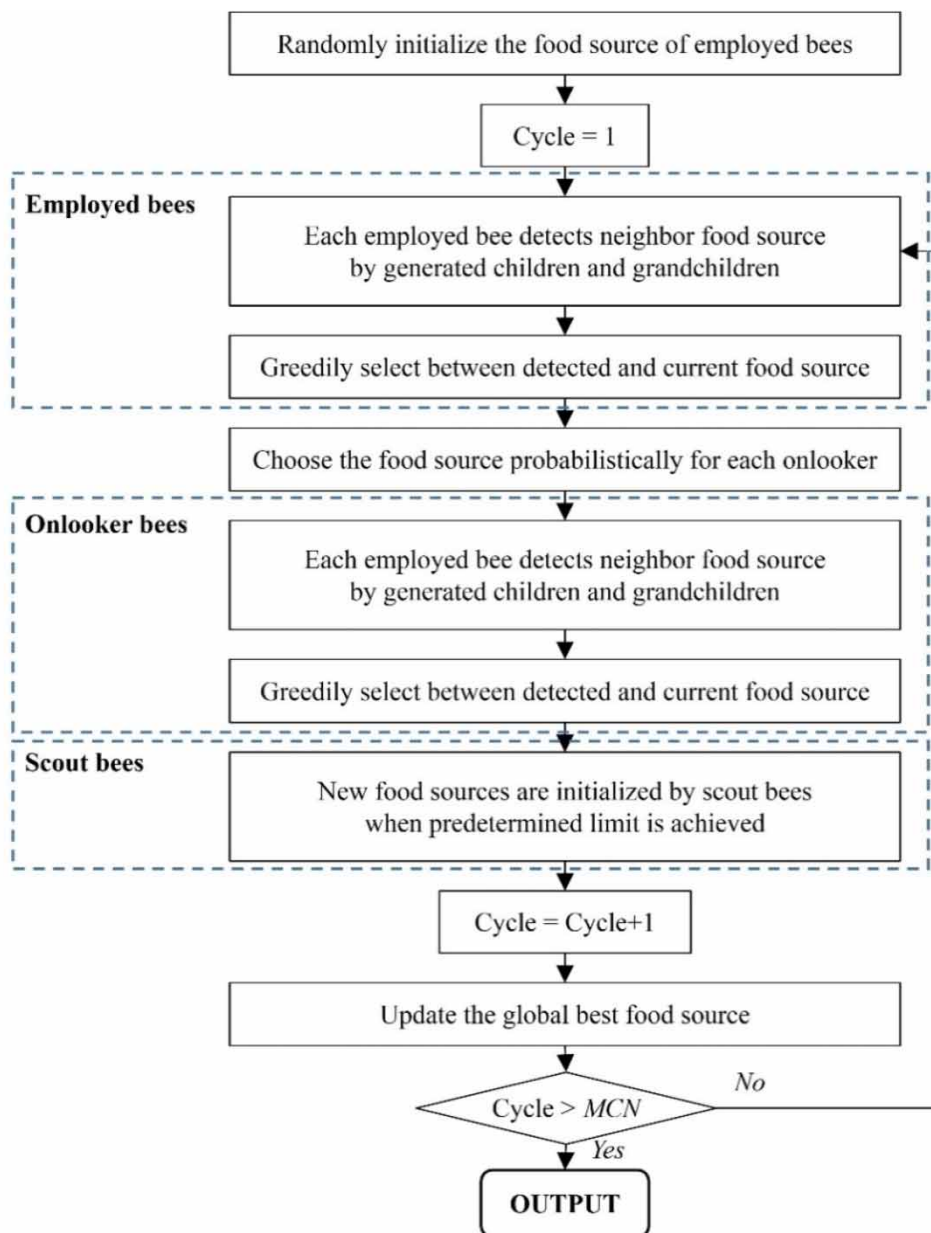 Randomly initialize the food source of employed bees
Cycle = 1
Employed bees
Each employed bee detects neighbor food source
by generated children and grandchildren
Greedily select between detected and current food source
Choose the food source probabilistically for each onlooker
Onlooker bees
Each employed bee detects neighbor food source
by generated children and grandchildren
Greedily select between detected and current food source
Scout bees
New food sources are initialized by scout bees
when predetermined limit is achieved
Cycle = Cycle+1
Update the global best food source
Cycle > MCN
No
Yes
OUTPUT